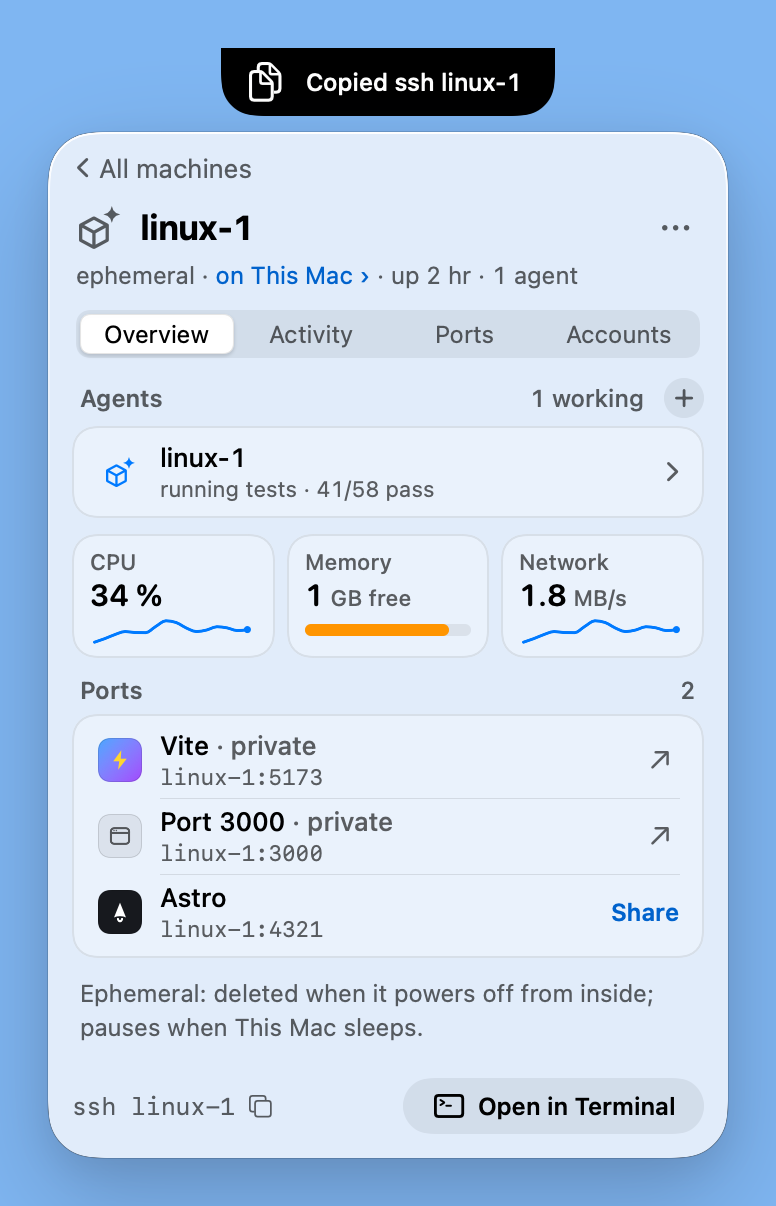 Copied ssh linux-1
All machines
linux-1
ephemeral · on This Mac › · up 2 hr · 1 agent
Overview Activity Ports Accounts
Agents 1 working
linux-1
running tests · 41/58 pass
CPU Memory Network
34 % 1 GB free 1.8 MB/s
Ports 2
Vite · private
linux-1:5173
Port 3000 · private
linux-1:3000
Astro
linux-1:4321
Share
Ephemeral: deleted when it powers off from inside;
pauses when This Mac sleeps.
ssh linux-1 Open in Terminal